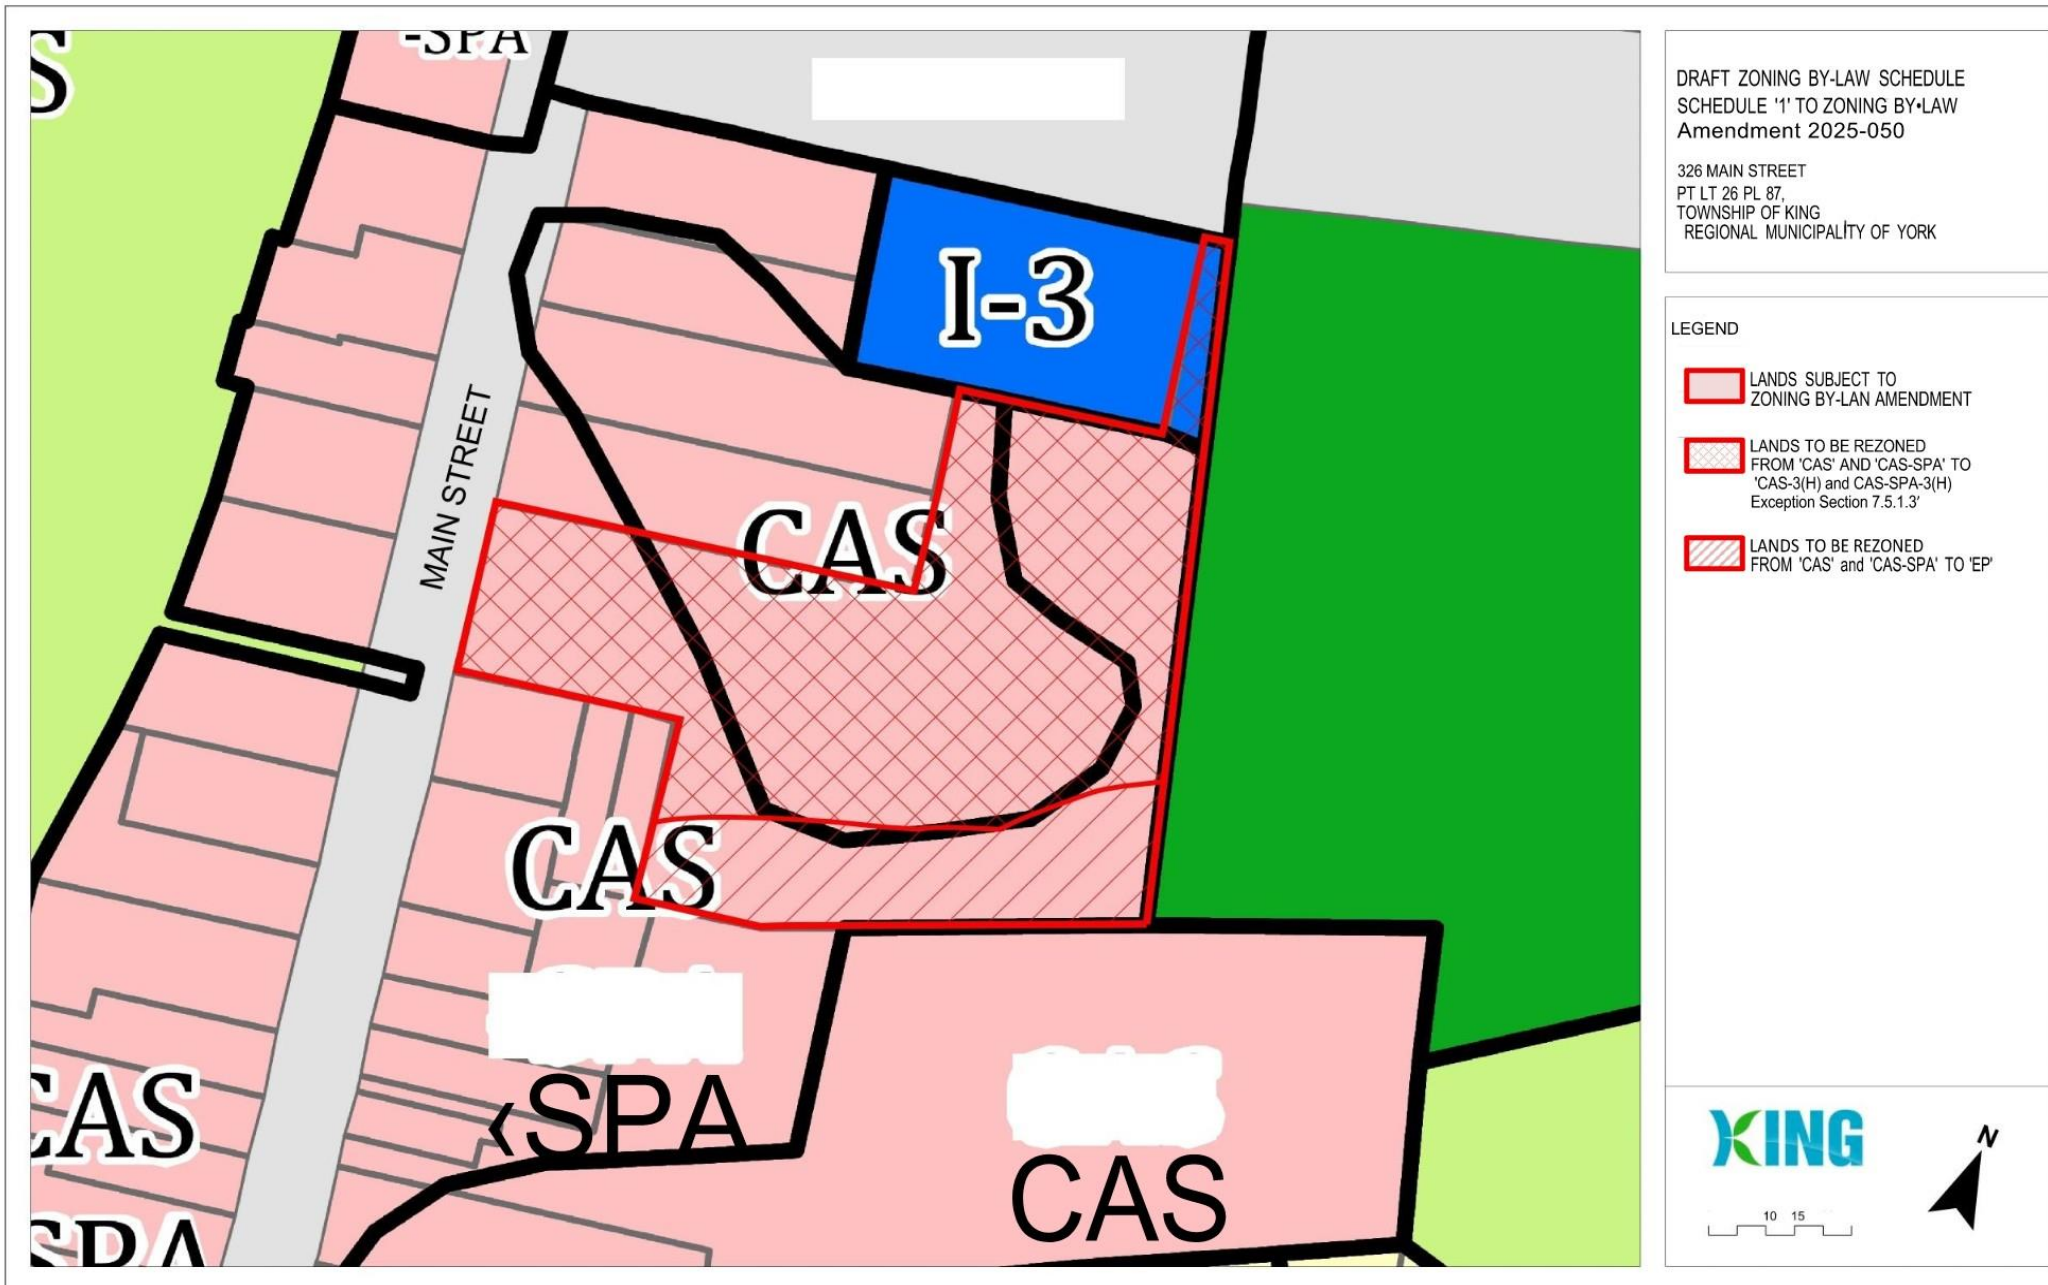 -SPA
S
I-3
MAIN STREET
CAS
CAS
‹SPA
CAS
CAS
SPA
DRAFT ZONING BY-LAW SCHEDULE
SCHEDULE '1' TO ZONING BY•LAW
Amendment 2025-050
326 MAIN STREET
PT LT 26 PL 87,
TOWNSHIP OF KING
REGIONAL MUNICIPALITY OF YORK
LEGEND
LANDS SUBJECT TO
ZONING BY-LAN AMENDMENT
LANDS TO BE REZONED
FROM 'CAS' AND 'CAS-SPA' TO
'CAS-3(H) and CAS-SPA-3(H)
Exception Section 7.5.1.3'
LANDS TO BE REZONED
FROM 'CAS' and 'CAS-SPA' TO 'EP'
KING
N
10 15